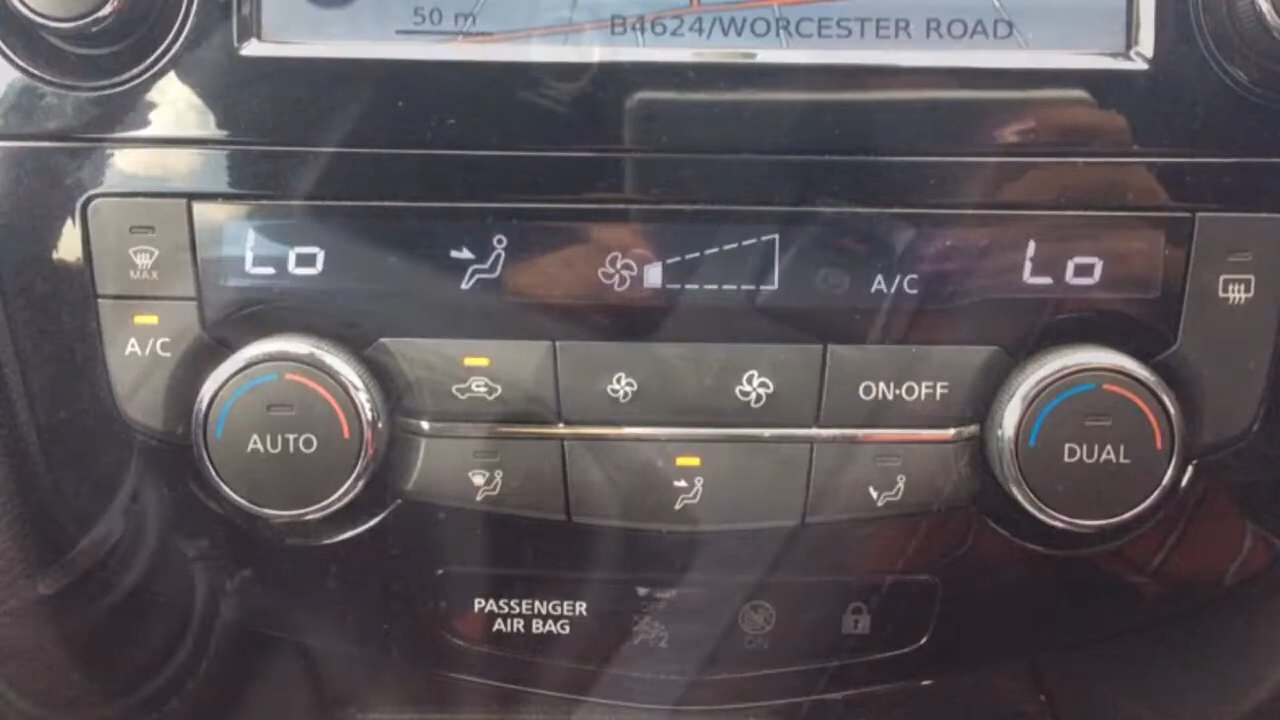 50 m
B4624/WORCESTER ROAD
MAX
Lo
A/C
Lo
A/C
AUTO
ON·OFF
DUAL
PASSENGER
AIR BAG